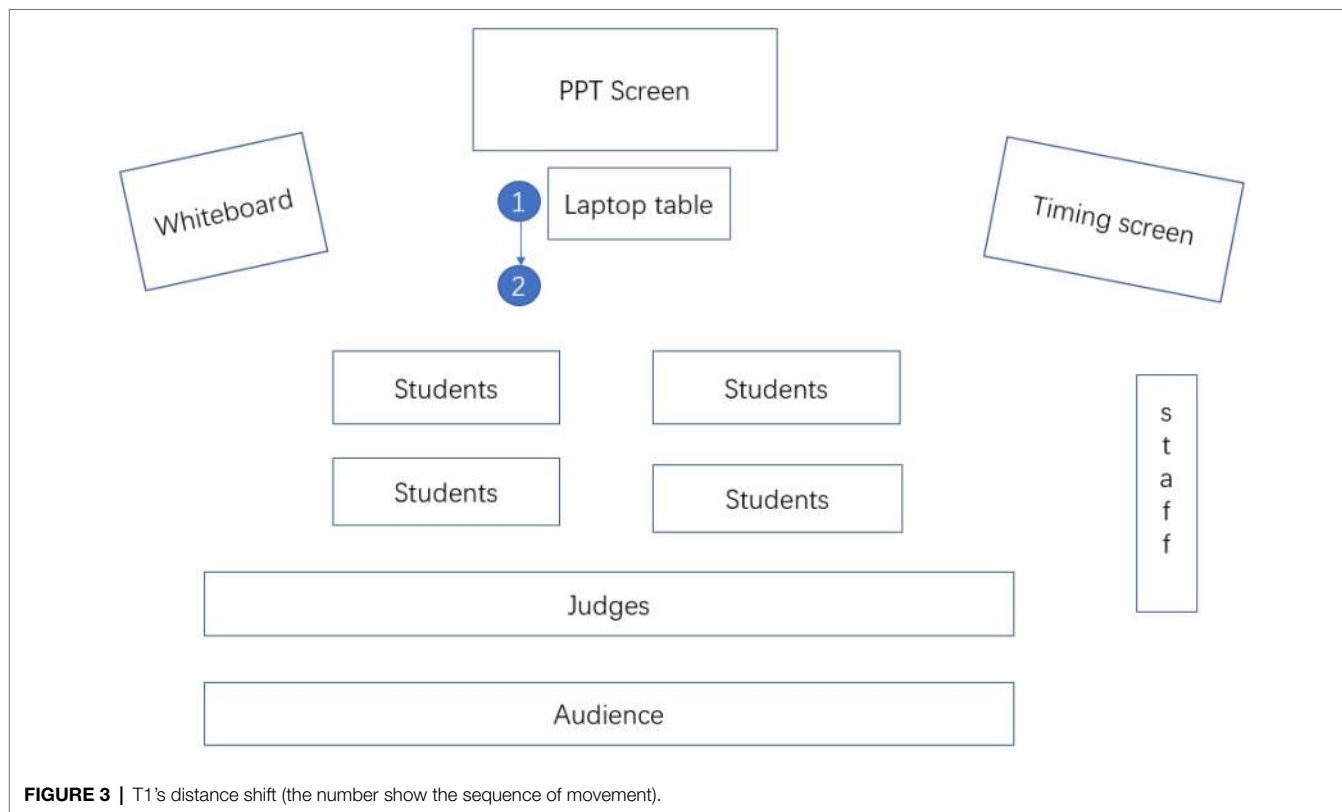 PPT Screen
Whiteboard
1
Laptop table
Timing screen
2
Students
Students
staff
Students
Students
Judges
Audience
FIGURE 3 | T1's distance shift (the number show the sequence of movement).